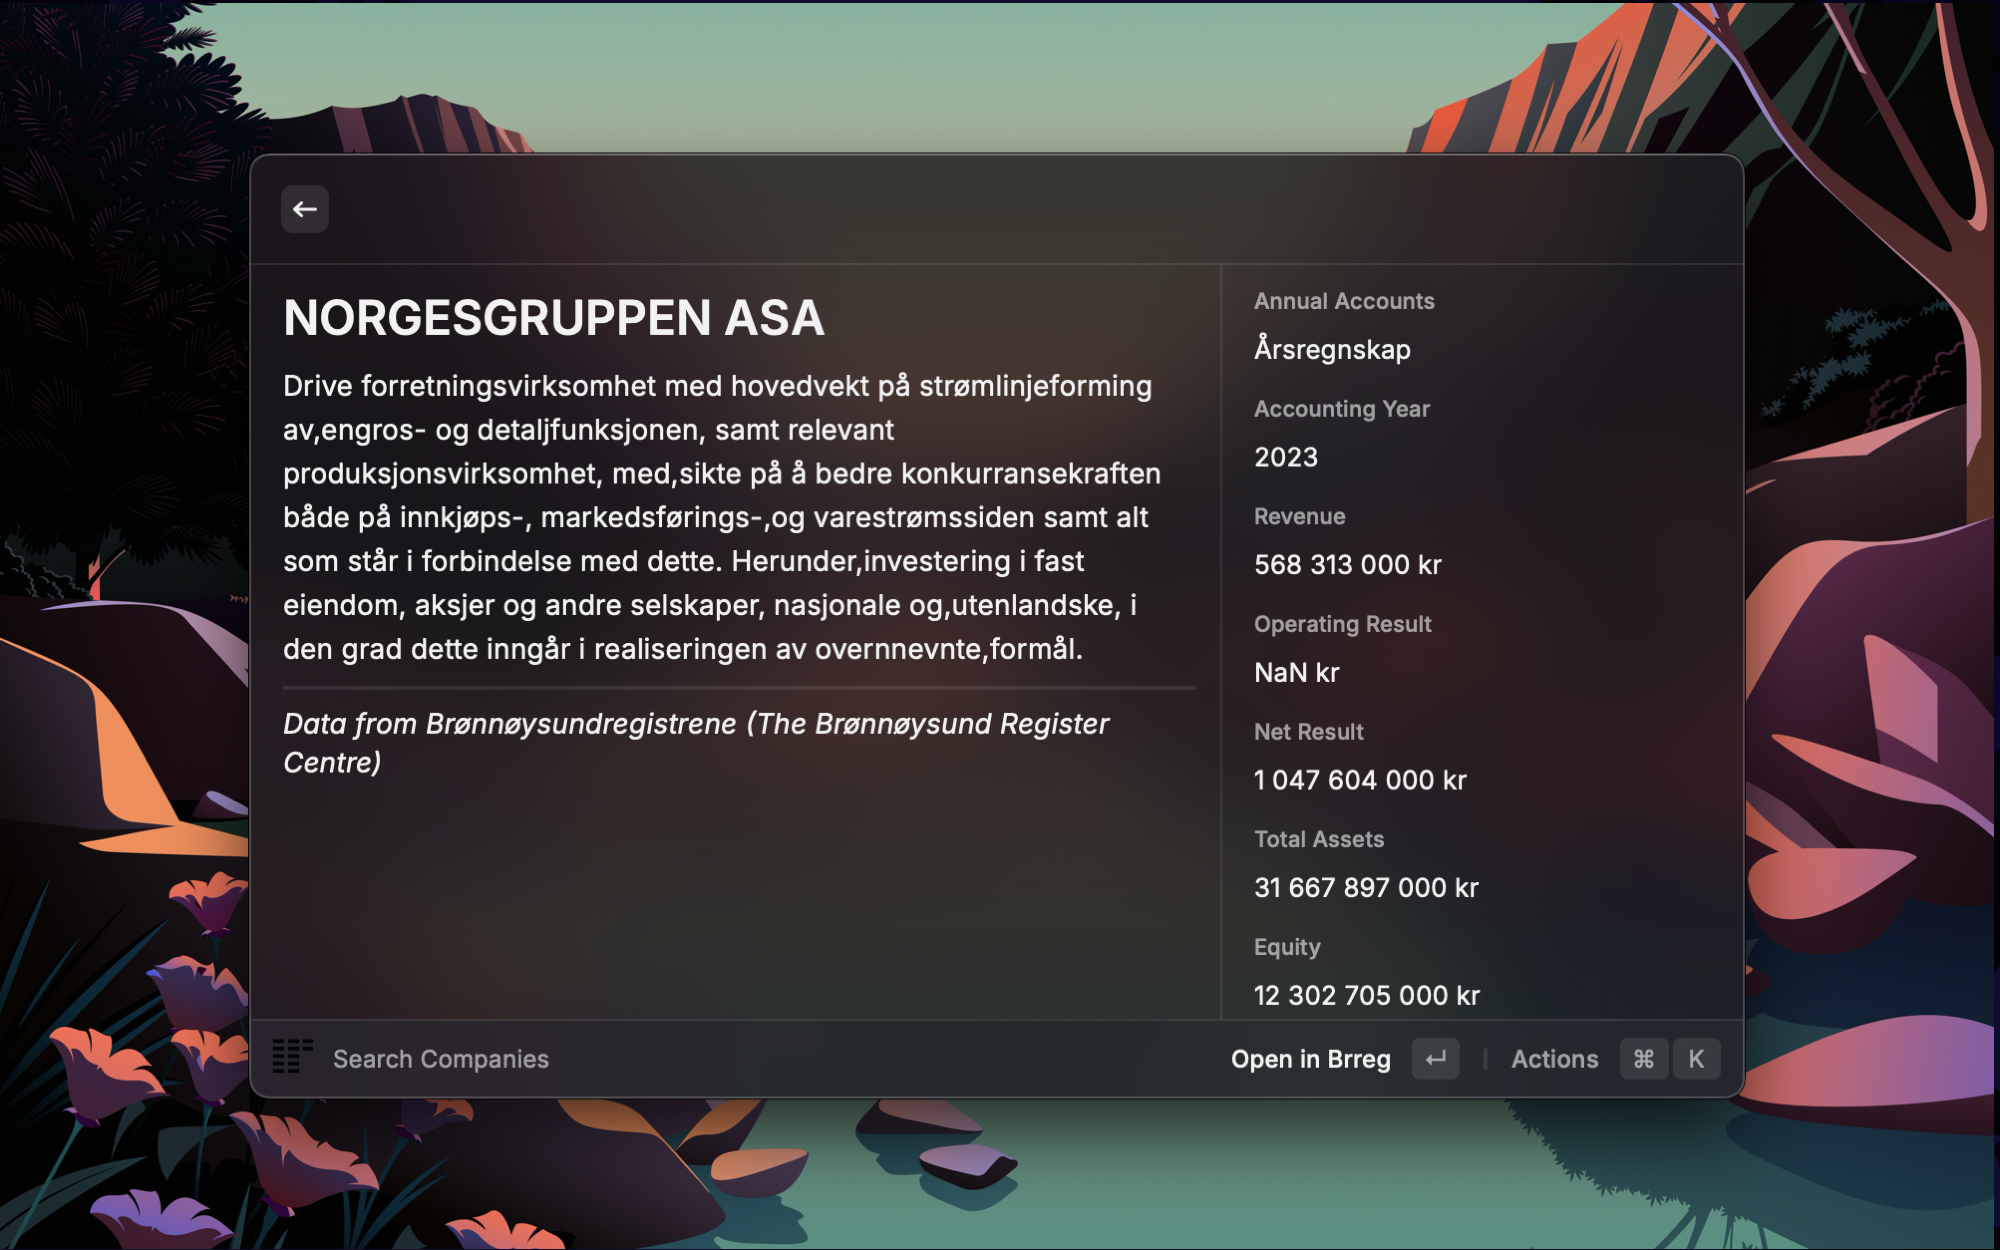 NORGESGRUPPEN ASA
Drive forretningsvirksomhet med hovedvekt på strømlinjeforming
av,engros- og detaljfunksjonen, samt relevant
produksjonsvirksomhet, med,sikte på å bedre konkurransekraften
både på innkjøps-, markedsførings-,og varestrømssiden samt alt
som står i forbindelse med dette. Herunder,investering i fast
eiendom, aksjer og andre selskaper, nasjonale og,utenlandske, i
den grad dette inngår i realiseringen av overnnevnte,formål.
Data from Brønnøysundregistrene (The Brønnøysund Register
Centre)
Annual Accounts
Årsregnskap
Accounting Year
2023
Revenue
568 313 000 kr
Operating Result
NaN kr
Net Result
1 047 604 000 kr
Total Assets
31 667 897 000 kr
Equity
12 302 705 000 kr
Search Companies
Open in Brreg ↵ | Actions ⌘ K